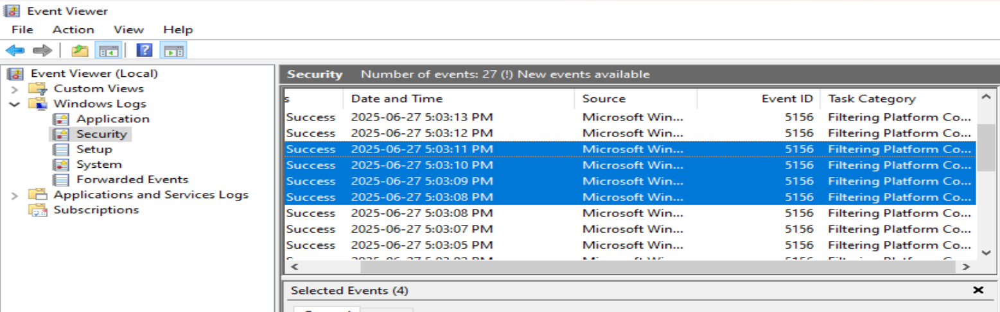 Event Viewer
File Action View Help
Event Viewer (Local)
Custom Views
Windows Logs
Application
Security
Setup
System
Forwarded Events
Applications and Services Logs
Subscriptions
Security Number of events: 27 (!) New events available
s Date and Time Source Event ID Task Category
Success 2025-06-27 5:03:13 PM Microsoft Win... 5156 Filtering Platform Co...
Success 2025-06-27 5:03:12 PM Microsoft Win... 5156 Filtering Platform Co...
Success 2025-06-27 5:03:11 PM Microsoft Win... 5156 Filtering Platform Co...
Success 2025-06-27 5:03:10 PM Microsoft Win... 5156 Filtering Platform Co...
Success 2025-06-27 5:03:09 PM Microsoft Win... 5156 Filtering Platform Co...
Success 2025-06-27 5:03:08 PM Microsoft Win... 5156 Filtering Platform Co...
Success 2025-06-27 5:03:08 PM Microsoft Win... 5156 Filtering Platform Co...
Success 2025-06-27 5:03:07 PM Microsoft Win... 5156 Filtering Platform Co...
Success 2025-06-27 5:03:05 PM Microsoft Win... 5156 Filtering Platform Co...
Selected Events (4)